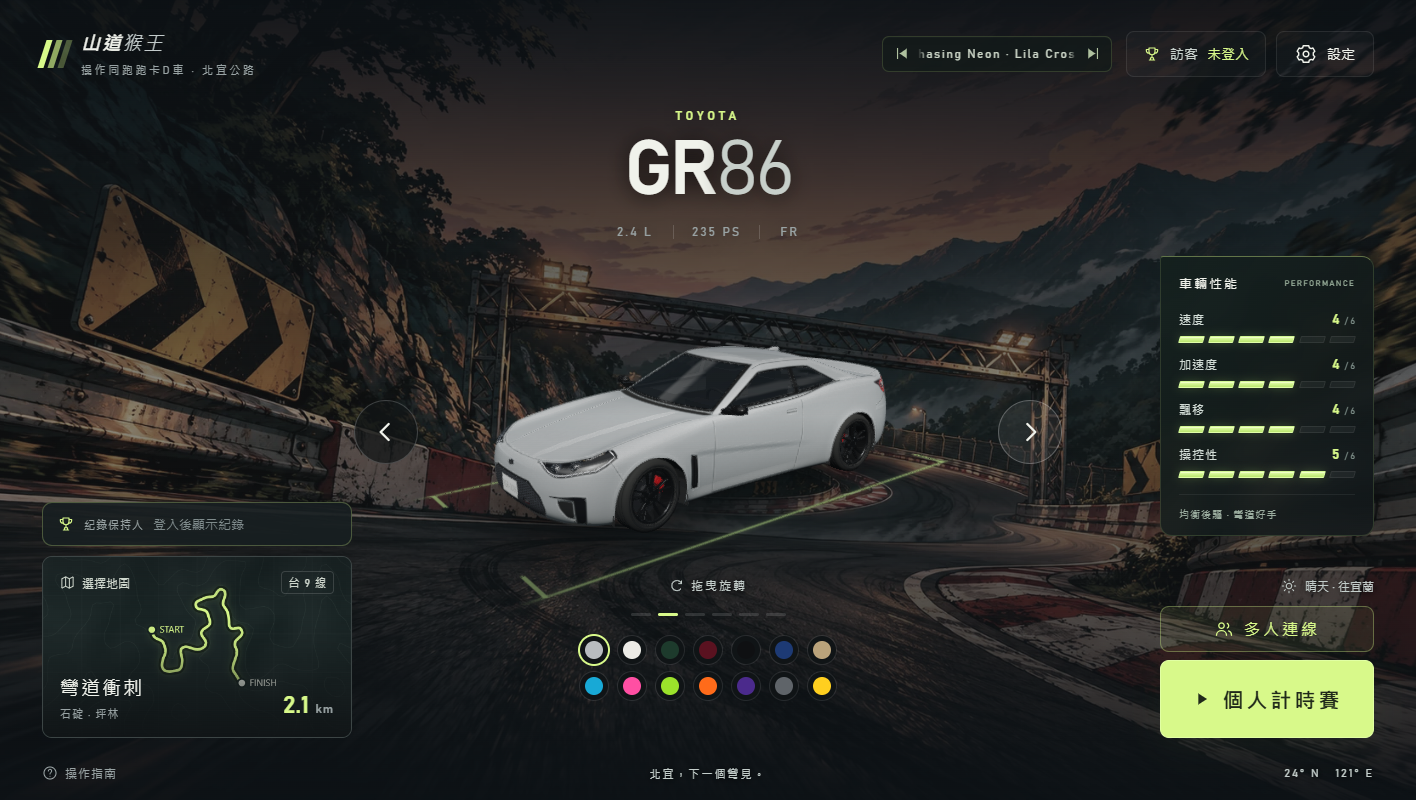 山道猴王
操作同跑跑卡D車 · 北宜公路
hasing Neon · Lila Cros
訪客 未登入
設定
TOYOTA
GR86
2.4 L 235 PS FR
車輛性能 PERFORMANCE
速度 4 / 6
加速度 4 / 6
飄移 4 / 6
操控性 5 / 6
均衡後驅 · 彎道好手
紀錄保持人 登入後顯示紀錄
選擇地圖 台 9 線
START
FINISH
彎道衝刺
石碇 · 坪林
2.1 km
拖曳旋轉
晴天 · 往宜蘭
多人連線
個人計時賽
操作指南
北宜，下一個彎見。
24° N 121° E